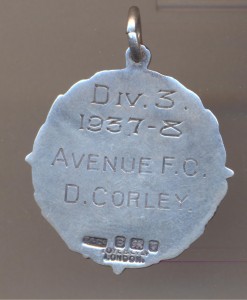 Div. 3.
1937-8
AVENUE F.C.
D. CORLEY
LONDON.